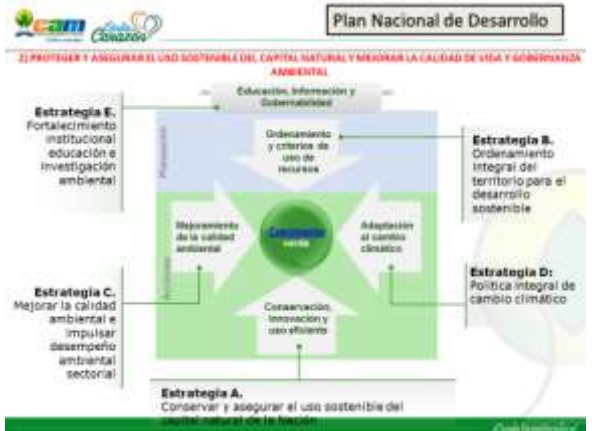 cam
Corazón
Plan Nacional de Desarrollo
2) PROTEGER Y ASEGURAR EL USO SOSTENIBLE DEL CAPITAL NATURAL Y MEJORAR LA CALIDAD DE VIDA Y GOBERNANZA
AMBIENTAL
Educación, Información y
Gobernabilidad
Estrategia E.
Fortalecimiento
institucional
educación e
investigación
ambiental
Ordenamiento
y criterios de
uso de
recursos
Estrategia B.
Ordenamiento
integral del
territorio para el
desarrollo
sostenible
Mejoramiento
de la calidad
ambiental
Crecimiento
verde
Adaptación
al cambio
climático
Estrategia C.
Mejorar la calidad
ambiental e
impulsar
desempeño
ambiental
sectorial
Estrategia D:
Política integral de
cambio climático
Conservación,
innovación y
uso eficiente
Estrategia A.
Conservar y asegurar el uso sostenible del
capital natural de la Nación